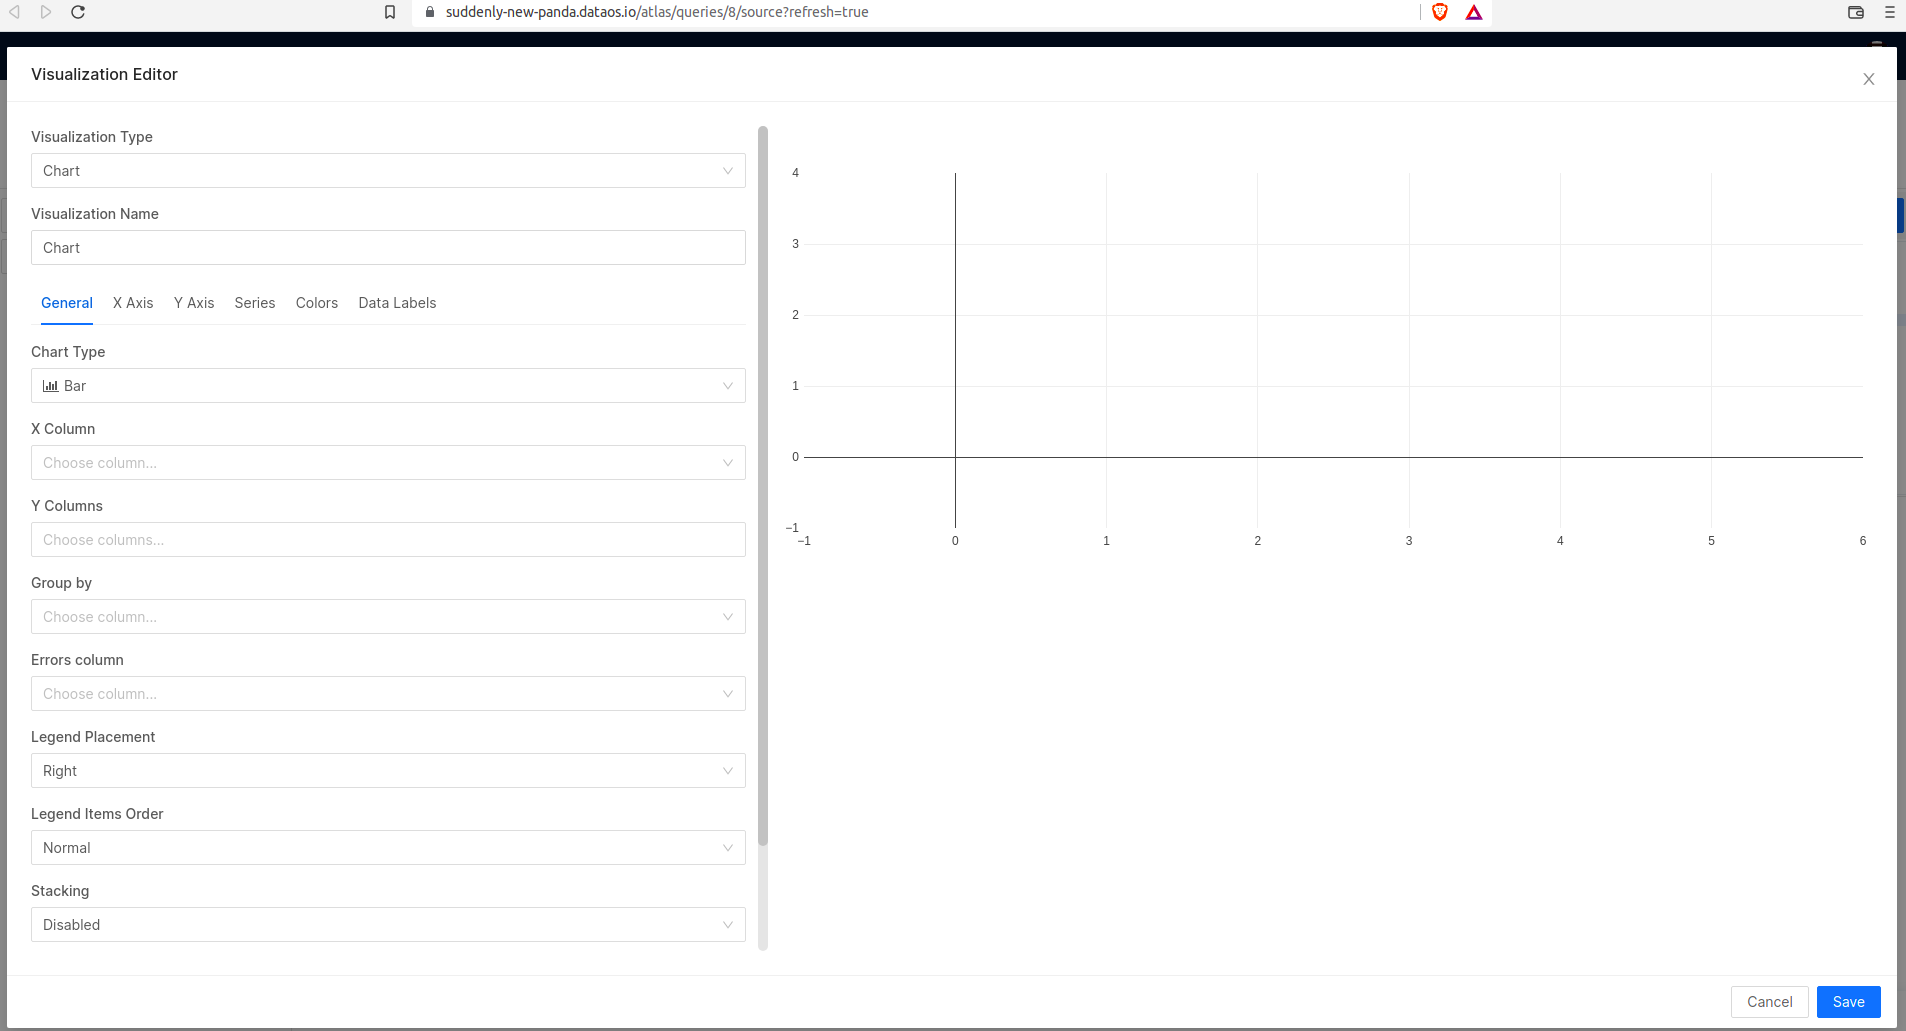 suddenly-new-panda.dataos.io/atlas/queries/8/source?refresh=true
Visualization Editor
Visualization Type
Chart
Visualization Name
Chart
General X Axis Y Axis Series Colors Data Labels
Chart Type
Bar
X Column
Choose column...
Y Columns
Choose columns...
Group by
Choose column...
Errors column
Choose column...
Legend Placement
Right
Legend Items Order
Normal
Stacking
Disabled
4
3
2
1
0
−1
−1 0 1 2 3 4 5 6
Cancel Save